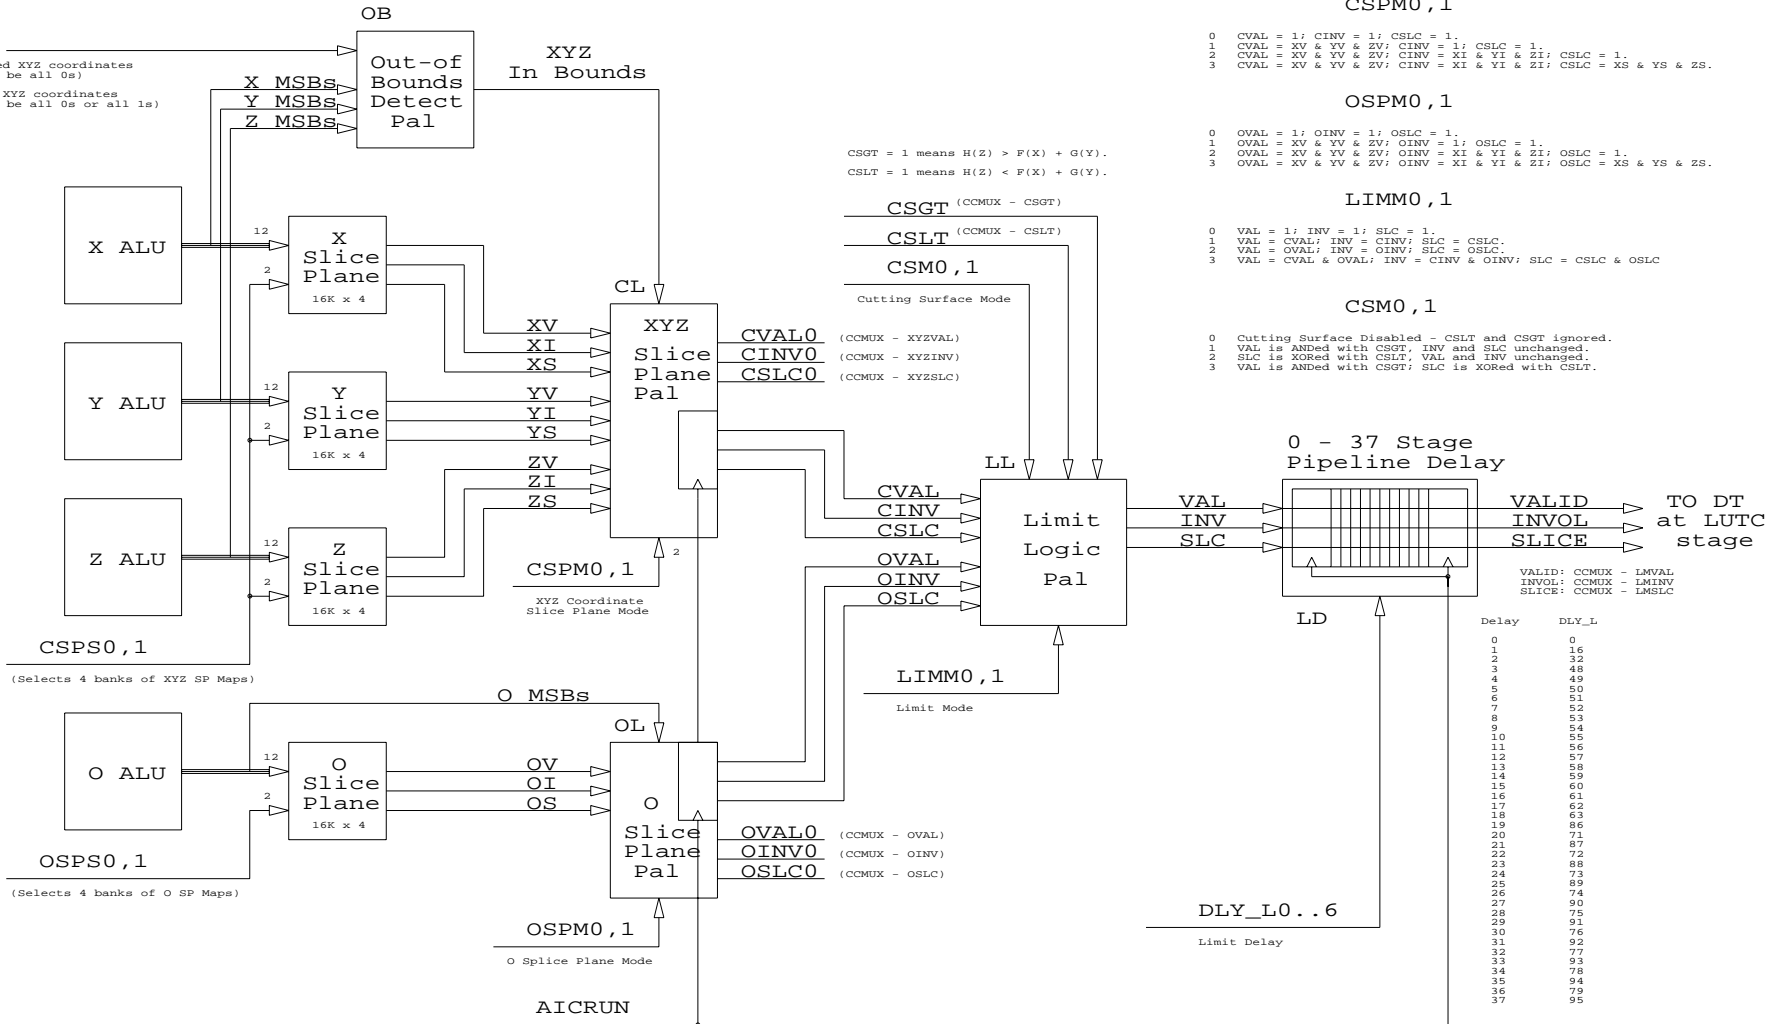 OB
ed XYZ coordinates
be all 0s)
XYZ coordinates
be all 0s or all 1s)
X MSBs
Y MSBs
Z MSBs
Out-of
Bounds
Detect
Pal
XYZ
In Bounds
X ALU
Y ALU
Z ALU
O ALU
12
2
X
Slice
Plane
16K x 4
12
2
Y
Slice
Plane
16K x 4
12
2
Z
Slice
Plane
16K x 4
CSPS0,1
(Selects 4 banks of XYZ SP Maps)
12
2
O
Slice
Plane
16K x 4
OSPS0,1
(Selects 4 banks of O SP Maps)
XV
XI
XS
YV
YI
YS
ZV
ZI
ZS
CL
XYZ
Slice
Plane
Pal
CVAL0 (CCMUX - XYZVAL)
CINV0 (CCMUX - XYZINV)
CSLC0 (CCMUX - XYZSLC)
CSPM0,1
2
XYZ Coordinate
Slice Plane Mode
O MSBs
OL
OV
OI
OS
O
Slice
Plane
Pal
OVAL0 (CCMUX - OVAL)
OINV0 (CCMUX - OINV)
OSLC0 (CCMUX - OSLC)
OSPM0,1
O Splice Plane Mode
AICRUN
CSGT = 1 means H(Z) > F(X) + G(Y).
CSLT = 1 means H(Z) < F(X) + G(Y).
CSGT (CCMUX - CSGT)
CSLT (CCMUX - CSLT)
CSM0,1
Cutting Surface Mode
LL
CVAL
CINV
CSLC
OVAL
OINV
OSLC
Limit
Logic
Pal
LIMM0,1
Limit Mode
VAL
INV
SLC
0 - 37 Stage
Pipeline Delay
LD
VALID
INVOL
SLICE
TO DT
at LUTC
stage
VALID: CCMUX - LMVAL
INVOL: CCMUX - LMINV
SLICE: CCMUX - LMSLC
DLY_L0..6
Limit Delay
CSPM0,1
0 CVAL = 1; CINV = 1; CSLC = 1.
1 CVAL = XV & YV & ZV; CINV = 1; CSLC = 1.
2 CVAL = XV & YV & ZV; CINV = XI & YI & ZI; CSLC = 1.
3 CVAL = XV & YV & ZV; CINV = XI & YI & ZI; CSLC = XS & YS & ZS.
OSPM0,1
0 OVAL = 1; OINV = 1; OSLC = 1.
1 OVAL = XV & YV & ZV; OINV = 1; OSLC = 1.
2 OVAL = XV & YV & ZV; OINV = XI & YI & ZI; OSLC = 1.
3 OVAL = XV & YV & ZV; OINV = XI & YI & ZI; OSLC = XS & YS & ZS.
LIMM0,1
0 VAL = 1; INV = 1; SLC = 1.
1 VAL = CVAL; INV = CINV; SLC = CSLC.
2 VAL = OVAL; INV = OINV; SLC = OSLC.
3 VAL = CVAL & OVAL; INV = CINV & OINV; SLC = CSLC & OSLC
CSM0,1
0 Cutting Surface Disabled - CSLT and CSGT ignored.
1 VAL is ANDed with CSGT, INV and SLC unchanged.
2 SLC is XORed with CSLT, VAL and INV unchanged.
3 VAL is ANDed with CSGT; SLC is XORed with CSLT.
Delay DLY_L
0 0
1 16
2 32
3 48
4 49
5 50
6 51
7 52
8 53
9 54
10 55
11 56
12 57
13 58
14 59
15 60
16 61
17 62
18 63
19 86
20 71
21 87
22 72
23 88
24 73
25 89
26 74
27 90
28 75
29 91
30 76
31 92
32 77
33 93
34 78
35 94
36 79
37 95